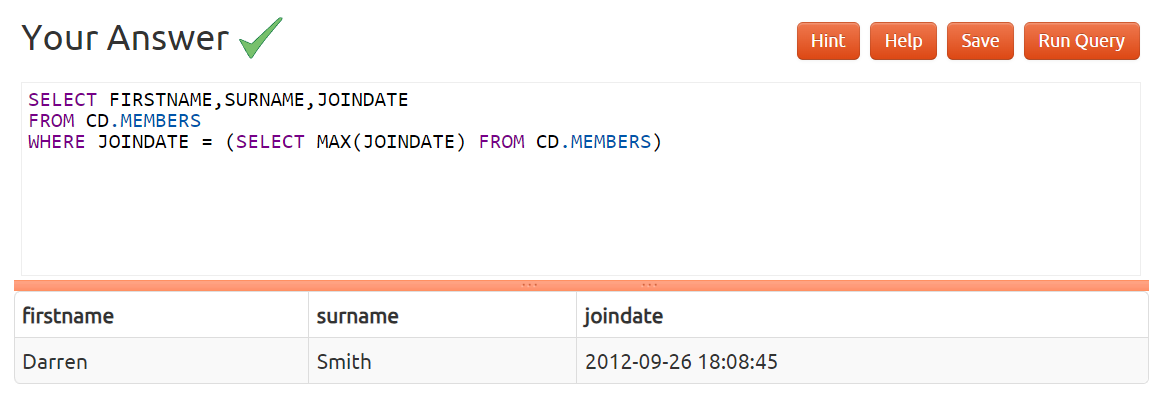 Your Answer
Hint Help Save Run Query
SELECT FIRSTNAME,SURNAME,JOINDATE
FROM CD.MEMBERS
WHERE JOINDATE = (SELECT MAX(JOINDATE) FROM CD.MEMBERS)
firstname surname joindate
Darren Smith 2012-09-26 18:08:45